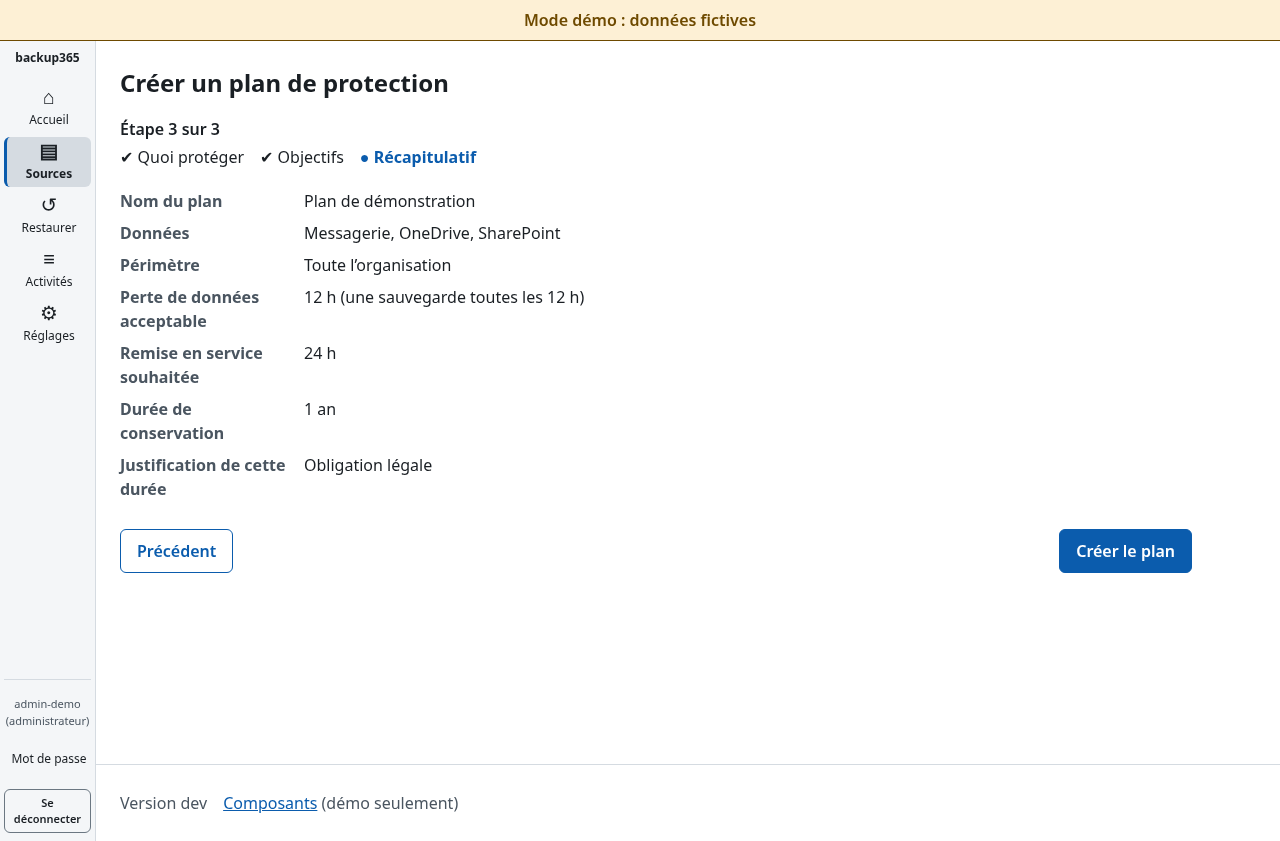 Mode démo : données fictives
backup365
⌂
Accueil
▤
Sources
↺
Restaurer
≡
Activités
⚙
Réglages
admin-demo
(administrateur)
Mot de passe
Se
déconnecter
Créer un plan de protection
Étape 3 sur 3
✔ Quoi protéger ✔ Objectifs ● Récapitulatif
Nom du plan Plan de démonstration
Données Messagerie, OneDrive, SharePoint
Périmètre Toute l’organisation
Perte de données 12 h (une sauvegarde toutes les 12 h)
acceptable
Remise en service 24 h
souhaitée
Durée de 1 an
conservation
Justification de cette Obligation légale
durée
Précédent Créer le plan
Version dev Composants (démo seulement)